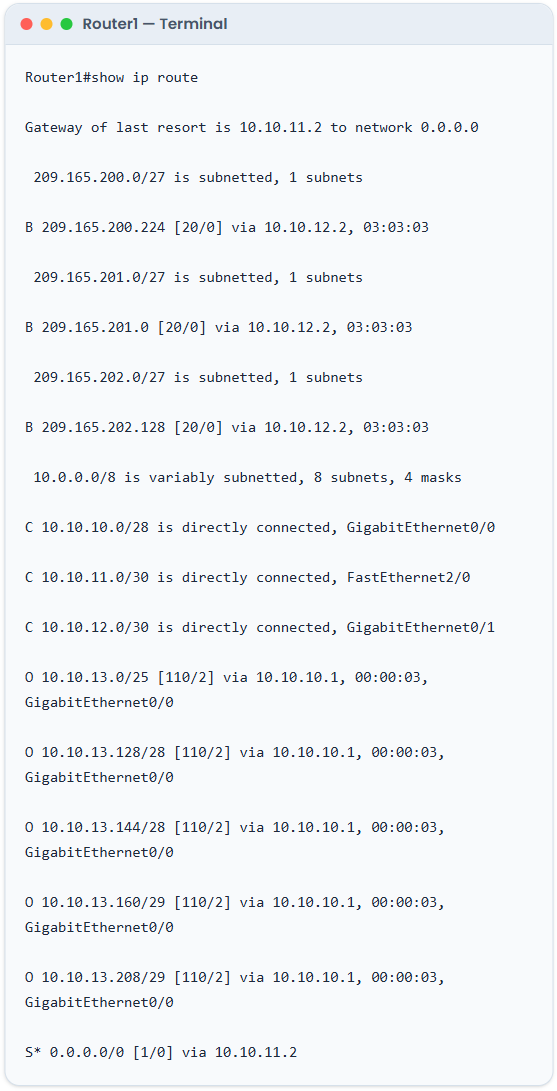 Router1 — Terminal
Router1#show ip route
Gateway of last resort is 10.10.11.2 to network 0.0.0.0
209.165.200.0/27 is subnetted, 1 subnets
B 209.165.200.224 [20/0] via 10.10.12.2, 03:03:03
209.165.201.0/27 is subnetted, 1 subnets
B 209.165.201.0 [20/0] via 10.10.12.2, 03:03:03
209.165.202.0/27 is subnetted, 1 subnets
B 209.165.202.128 [20/0] via 10.10.12.2, 03:03:03
10.0.0.0/8 is variably subnetted, 8 subnets, 4 masks
C 10.10.10.0/28 is directly connected, GigabitEthernet0/0
C 10.10.11.0/30 is directly connected, FastEthernet2/0
C 10.10.12.0/30 is directly connected, GigabitEthernet0/1
O 10.10.13.0/25 [110/2] via 10.10.10.1, 00:00:03,
GigabitEthernet0/0
O 10.10.13.128/28 [110/2] via 10.10.10.1, 00:00:03,
GigabitEthernet0/0
O 10.10.13.144/28 [110/2] via 10.10.10.1, 00:00:03,
GigabitEthernet0/0
O 10.10.13.160/29 [110/2] via 10.10.10.1, 00:00:03,
GigabitEthernet0/0
O 10.10.13.208/29 [110/2] via 10.10.10.1, 00:00:03,
GigabitEthernet0/0
S* 0.0.0.0/0 [1/0] via 10.10.11.2